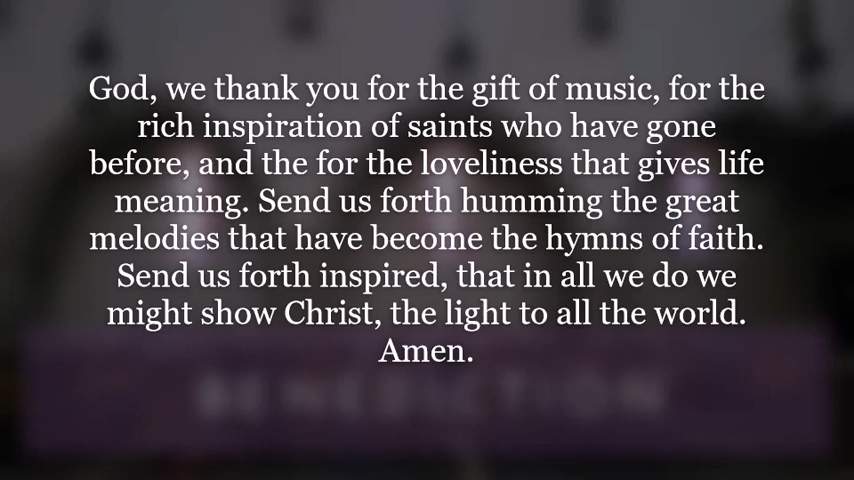 God, we thank you for the gift of music, for the
rich inspiration of saints who have gone
before, and the for the loveliness that gives life
meaning. Send us forth humming the great
melodies that have become the hymns of faith.
Send us forth inspired, that in all we do we
might show Christ, the light to all the world.
Amen.
BENEDICTION